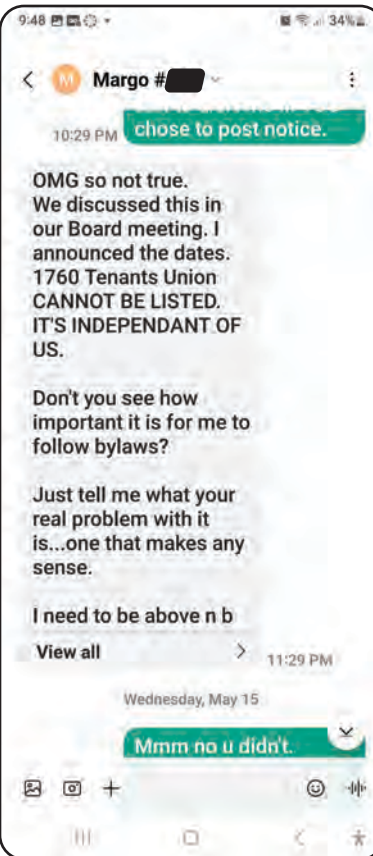 9:48 34%
Margo #
10:29 PM chose to post notice.
OMG so not true.
We discussed this in
our Board meeting. I
announced the dates.
1760 Tenants Union
CANNOT BE LISTED.
IT'S INDEPENDANT OF
US.
Don't you see how
important it is for me to
follow bylaws?
Just tell me what your
real problem with it
is...one that makes any
sense.
I need to be above n b
View all
11:29 PM
Wednesday, May 15
Mmm no u didn't.